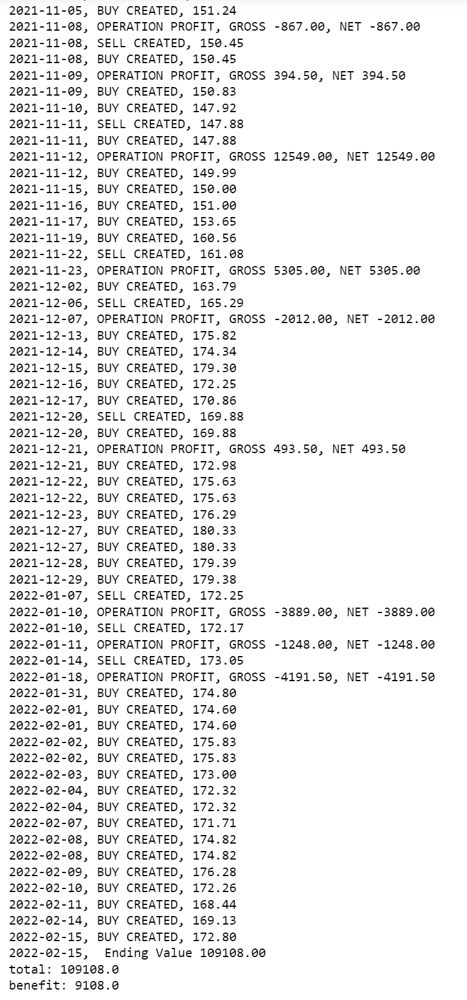 2021-11-05, BUY CREATED, 151.24
2021-11-08, OPERATION PROFIT, GROSS -867.00, NET -867.00
2021-11-08, SELL CREATED, 150.45
2021-11-08, BUY CREATED, 150.45
2021-11-09, OPERATION PROFIT, GROSS 394.50, NET 394.50
2021-11-09, BUY CREATED, 150.83
2021-11-10, BUY CREATED, 147.92
2021-11-11, SELL CREATED, 147.88
2021-11-11, BUY CREATED, 147.88
2021-11-12, OPERATION PROFIT, GROSS 12549.00, NET 12549.00
2021-11-12, BUY CREATED, 149.99
2021-11-15, BUY CREATED, 150.00
2021-11-16, BUY CREATED, 151.00
2021-11-17, BUY CREATED, 153.65
2021-11-19, BUY CREATED, 160.56
2021-11-22, SELL CREATED, 161.08
2021-11-23, OPERATION PROFIT, GROSS 5305.00, NET 5305.00
2021-12-02, BUY CREATED, 163.79
2021-12-06, SELL CREATED, 165.29
2021-12-07, OPERATION PROFIT, GROSS -2012.00, NET -2012.00
2021-12-13, BUY CREATED, 175.82
2021-12-14, BUY CREATED, 174.34
2021-12-15, BUY CREATED, 179.30
2021-12-16, BUY CREATED, 172.25
2021-12-17, BUY CREATED, 170.86
2021-12-20, SELL CREATED, 169.88
2021-12-20, BUY CREATED, 169.88
2021-12-21, OPERATION PROFIT, GROSS 493.50, NET 493.50
2021-12-21, BUY CREATED, 172.98
2021-12-22, BUY CREATED, 175.63
2021-12-22, BUY CREATED, 175.63
2021-12-23, BUY CREATED, 176.29
2021-12-27, BUY CREATED, 180.33
2021-12-27, BUY CREATED, 180.33
2021-12-28, BUY CREATED, 179.39
2021-12-29, BUY CREATED, 179.38
2022-01-07, SELL CREATED, 172.25
2022-01-10, OPERATION PROFIT, GROSS -3889.00, NET -3889.00
2022-01-10, SELL CREATED, 172.17
2022-01-11, OPERATION PROFIT, GROSS -1248.00, NET -1248.00
2022-01-14, SELL CREATED, 173.05
2022-01-18, OPERATION PROFIT, GROSS -4191.50, NET -4191.50
2022-01-31, BUY CREATED, 174.80
2022-02-01, BUY CREATED, 174.60
2022-02-01, BUY CREATED, 174.60
2022-02-02, BUY CREATED, 175.83
2022-02-02, BUY CREATED, 175.83
2022-02-03, BUY CREATED, 173.00
2022-02-04, BUY CREATED, 172.32
2022-02-04, BUY CREATED, 172.32
2022-02-07, BUY CREATED, 171.71
2022-02-08, BUY CREATED, 174.82
2022-02-08, BUY CREATED, 174.82
2022-02-09, BUY CREATED, 176.28
2022-02-10, BUY CREATED, 172.26
2022-02-11, BUY CREATED, 168.44
2022-02-14, BUY CREATED, 169.13
2022-02-15, BUY CREATED, 172.80
2022-02-15,  Ending Value 109108.00
total: 109108.0
benefit: 9108.0